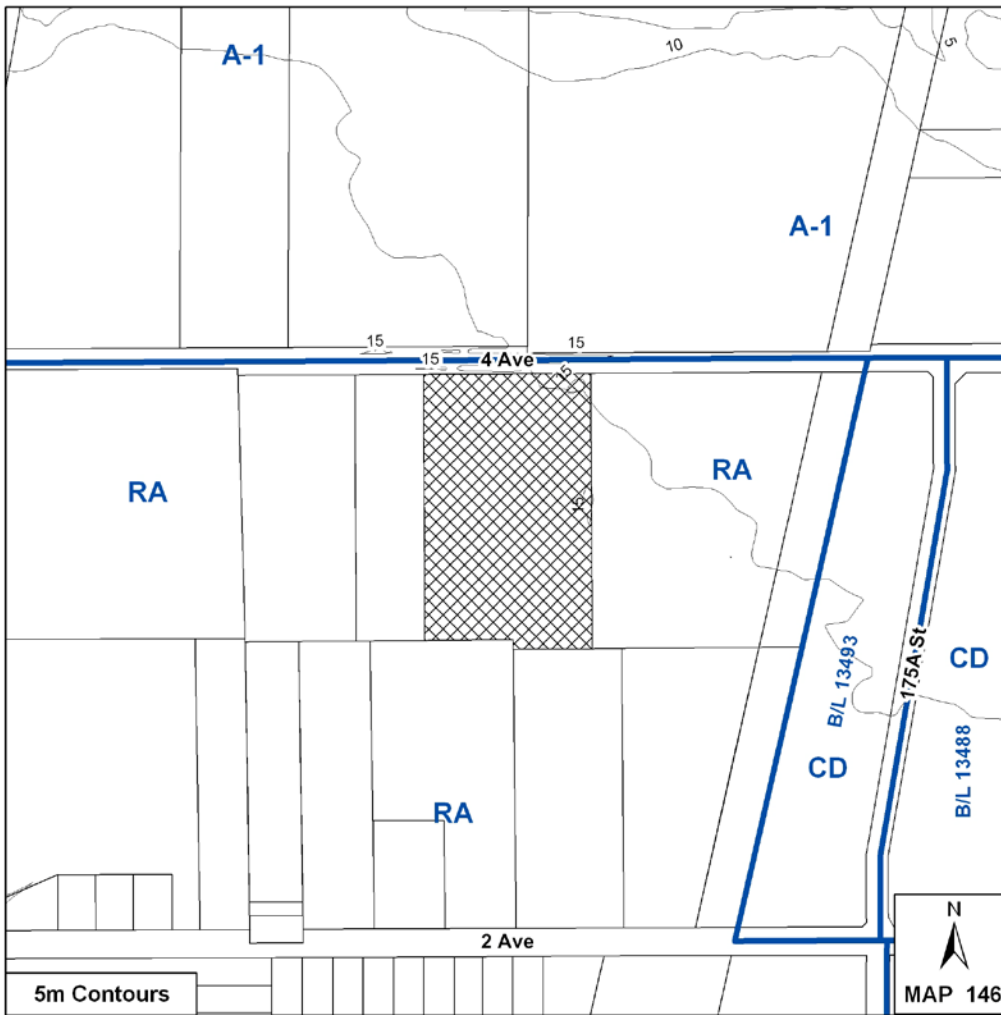 10
5
A-1
A-1
15
15
15
4 Ave
15
RA
RA
15
175A St
B/L 13493
CD
CD
B/L 13488
RA
2 Ave
N
5m Contours
MAP 146